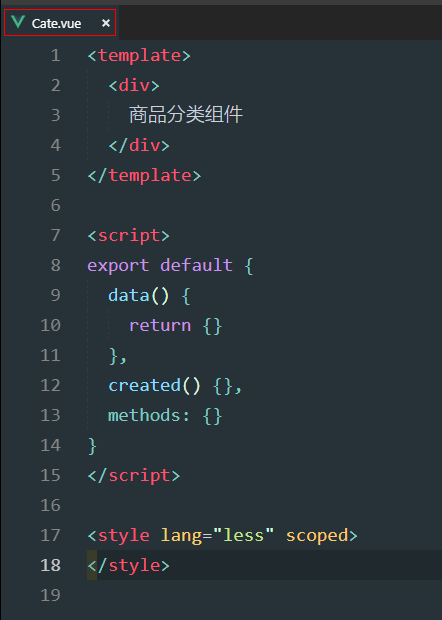 Cate.vue ×
1 <template>
2 <div>
3 商品分类组件
4 </div>
5 </template>
6
7 <script>
8 export default {
9 data() {
10 return {}
11 },
12 created() {},
13 methods: {}
14 }
15 </script>
16
17 <style lang="less" scoped>
18 </style>
19